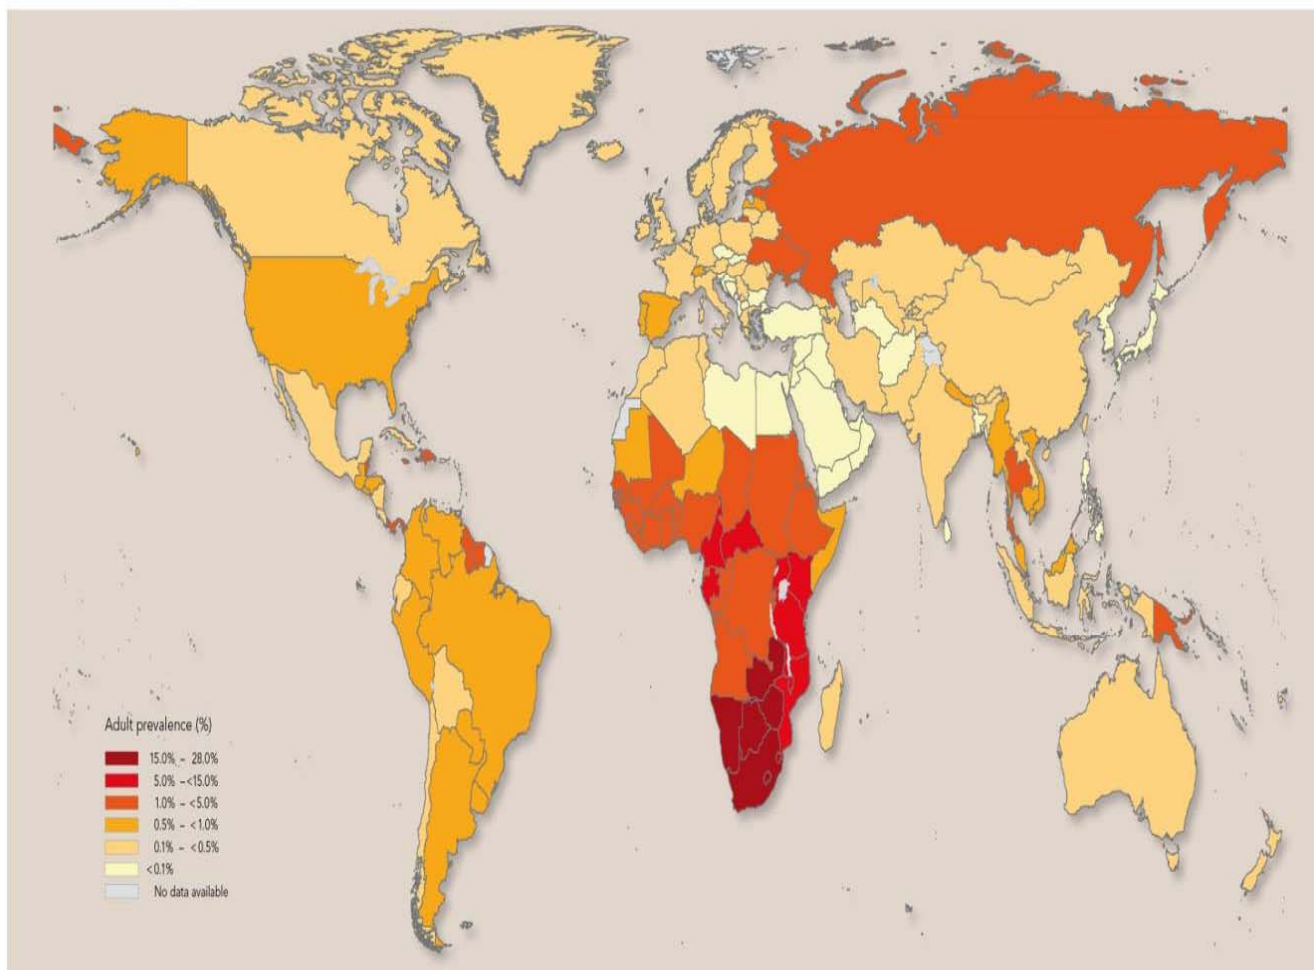 Adult prevalence (%)
15.0% – 28.0%
5.0% – <15.0%
1.0% – <5.0%
0.5% – <1.0%
0.1% – <0.5%
<0.1%
No data available